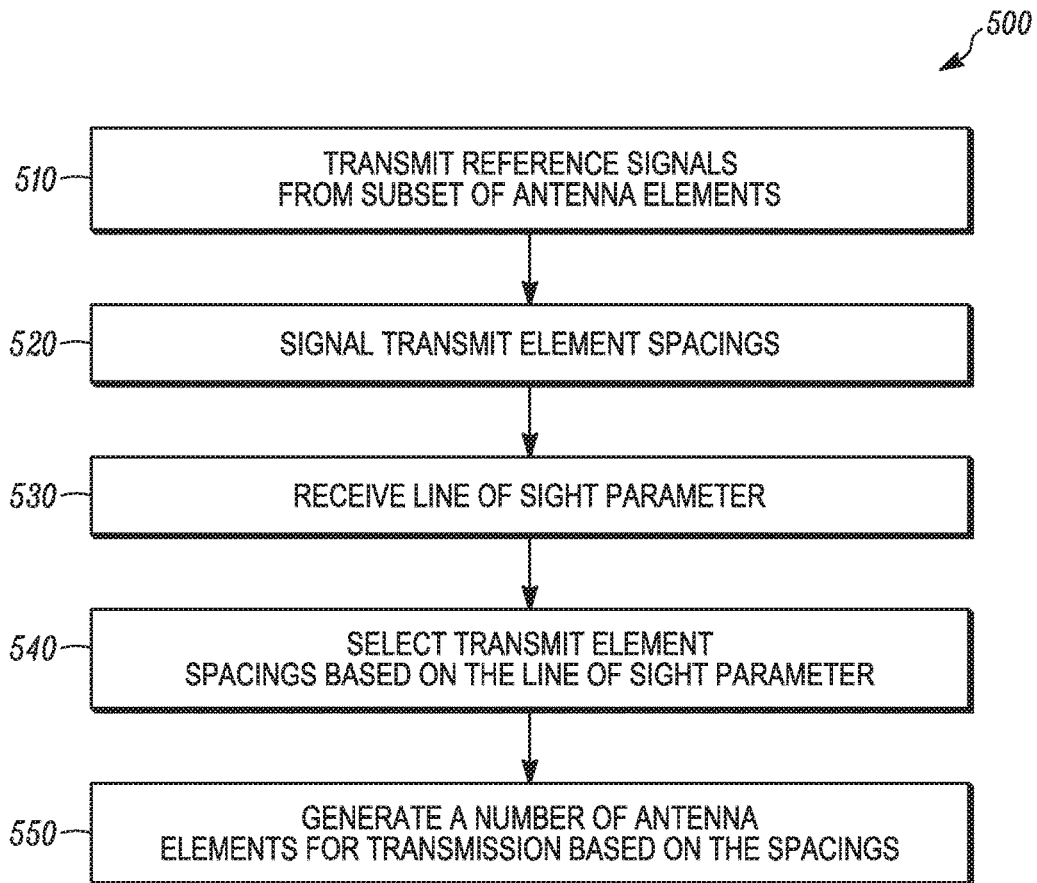 500
510
TRANSMIT REFERENCE SIGNALS
FROM SUBSET OF ANTENNA ELEMENTS
520
SIGNAL TRANSMIT ELEMENT SPACINGS
530
RECEIVE LINE OF SIGHT PARAMETER
540
SELECT TRANSMIT ELEMENT
SPACINGS BASED ON THE LINE OF SIGHT PARAMETER
550
GENERATE A NUMBER OF ANTENNA
ELEMENTS FOR TRANSMISSION BASED ON THE SPACINGS